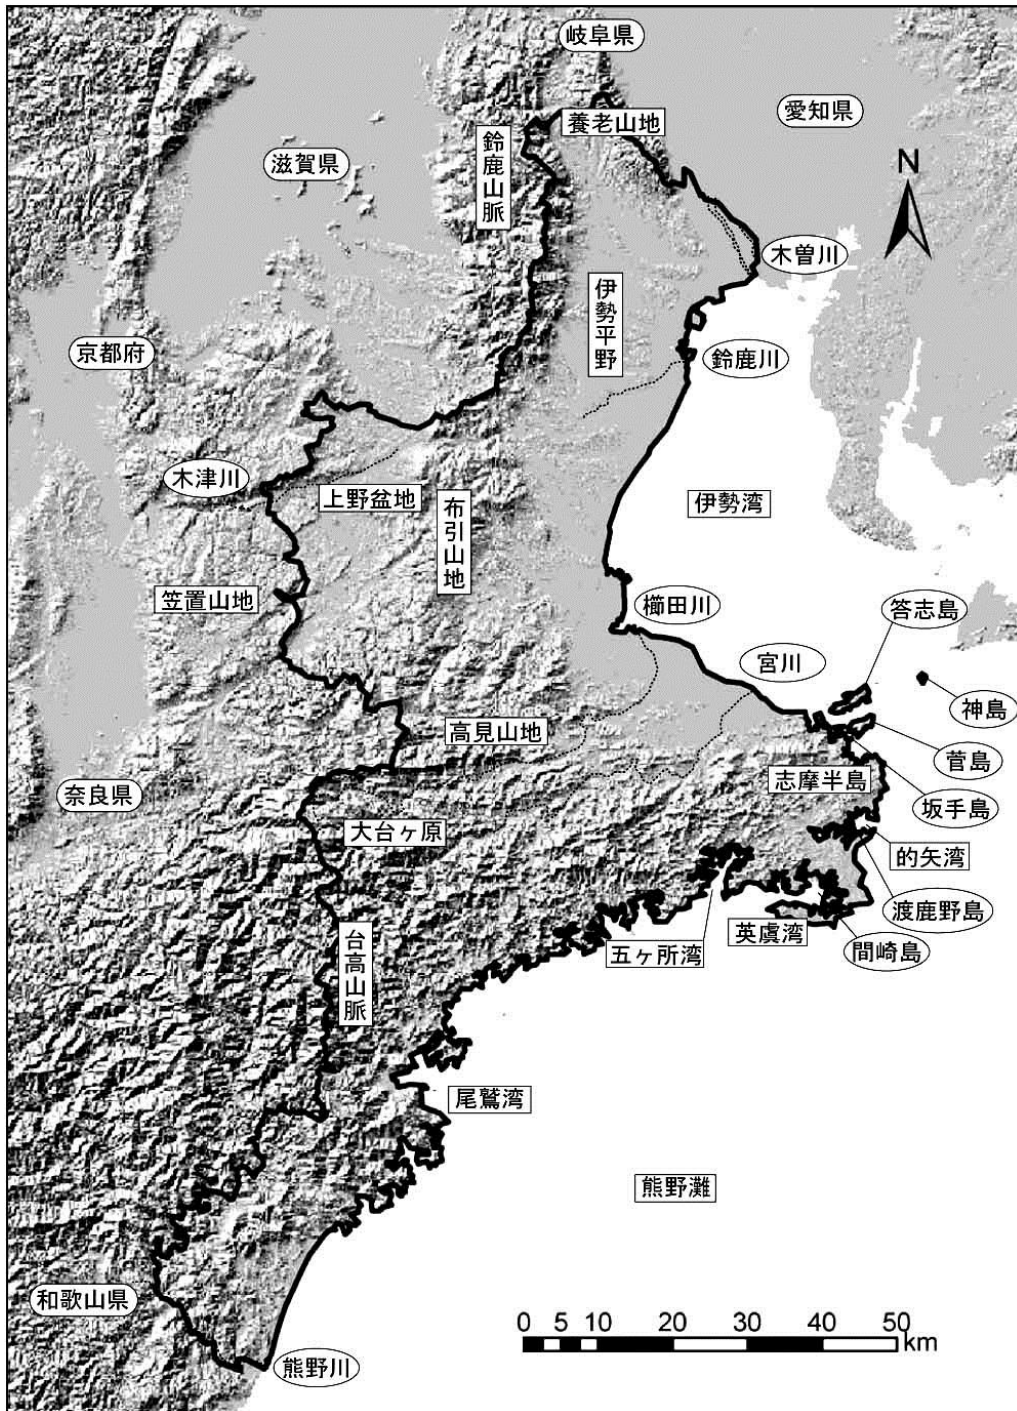 岐阜県
愛知県
養老山地
鈴鹿山脈
滋賀県
N
木曽川
伊勢平野
京都府
鈴鹿川
木津川
上野盆地
布引山地
伊勢湾
笠置山地
櫛田川
答志島
宮川
神島
高見山地
菅島
志摩半島
奈良県
坂手島
大台ヶ原
的矢湾
渡鹿野島
英虞湾
間崎島
五ヶ所湾
台高山脈
尾鷲湾
熊野灘
和歌山県
0 5 10 20 30 40 50
km
熊野川